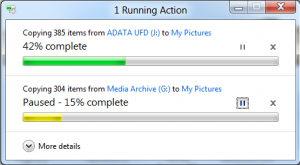 1 Running Action
Copying 385 items from ADATA UFD (J:) to My Pictures
42% complete
Copying 304 items from Media Archive (G:) to My Pictures
Paused - 15% complete
More details